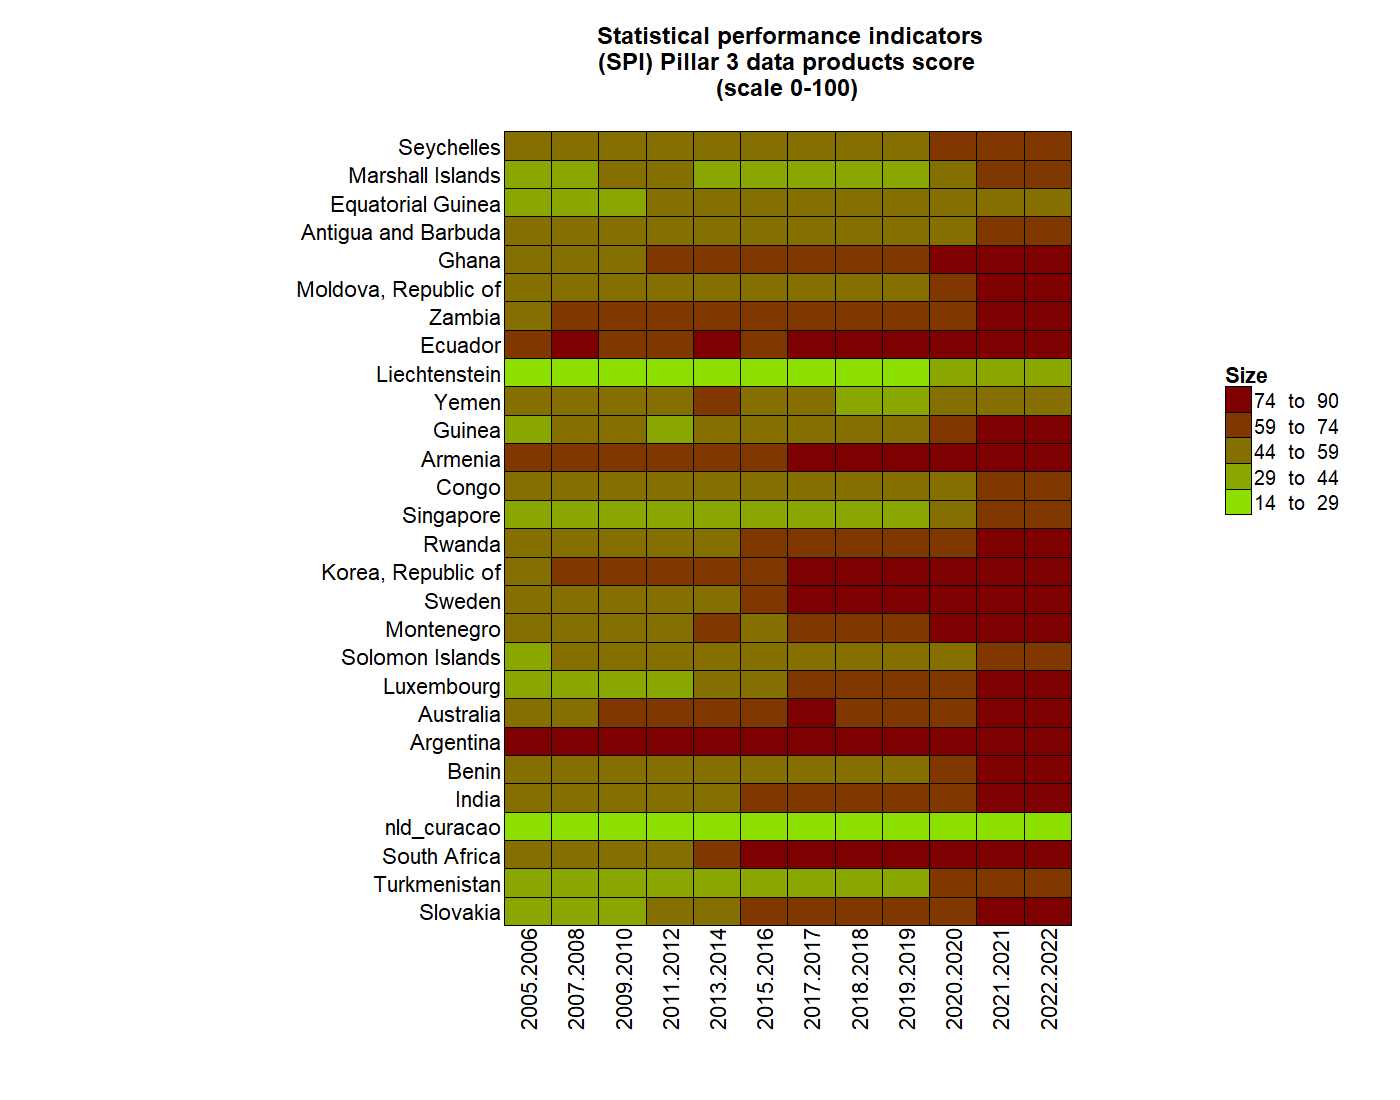 Statistical performance indicators
(SPI) Pillar 3 data products score
(scale 0-100)
Seychelles
Marshall Islands
Equatorial Guinea
Antigua and Barbuda
Ghana
Moldova, Republic of
Zambia
Ecuador
Liechtenstein
Yemen
Guinea
Armenia
Congo
Singapore
Rwanda
Korea, Republic of
Sweden
Montenegro
Solomon Islands
Luxembourg
Australia
Argentina
Benin
India
nld_curacao
South Africa
Turkmenistan
Slovakia
2005.2006
2007.2008
2009.2010
2011.2012
2013.2014
2015.2016
2017.2017
2018.2018
2019.2019
2020.2020
2021.2021
2022.2022
Size
74 to 90
59 to 74
44 to 59
29 to 44
14 to 29